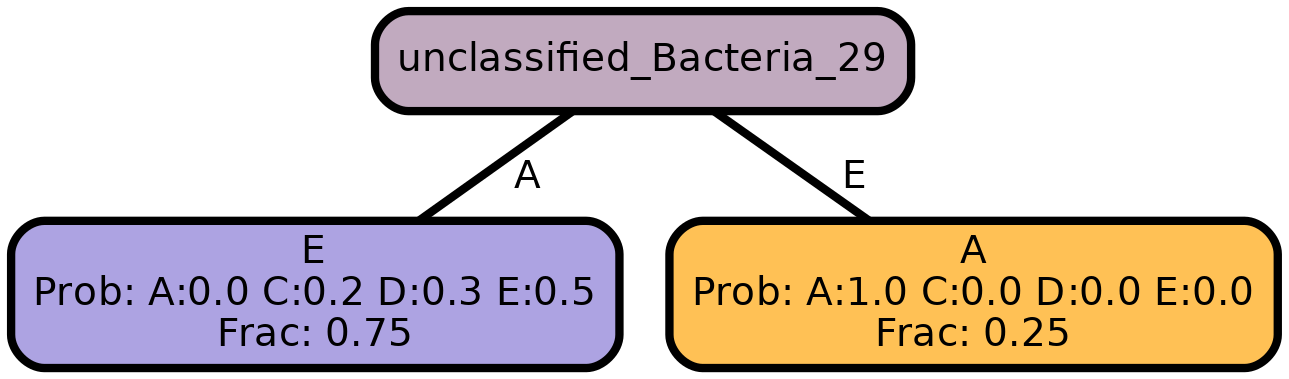 unclassified_Bacteria_29
A
E
E
Prob: A:0.0 C:0.2 D:0.3 E:0.5
Frac: 0.75
A
Prob: A:1.0 C:0.0 D:0.0 E:0.0
Frac: 0.25